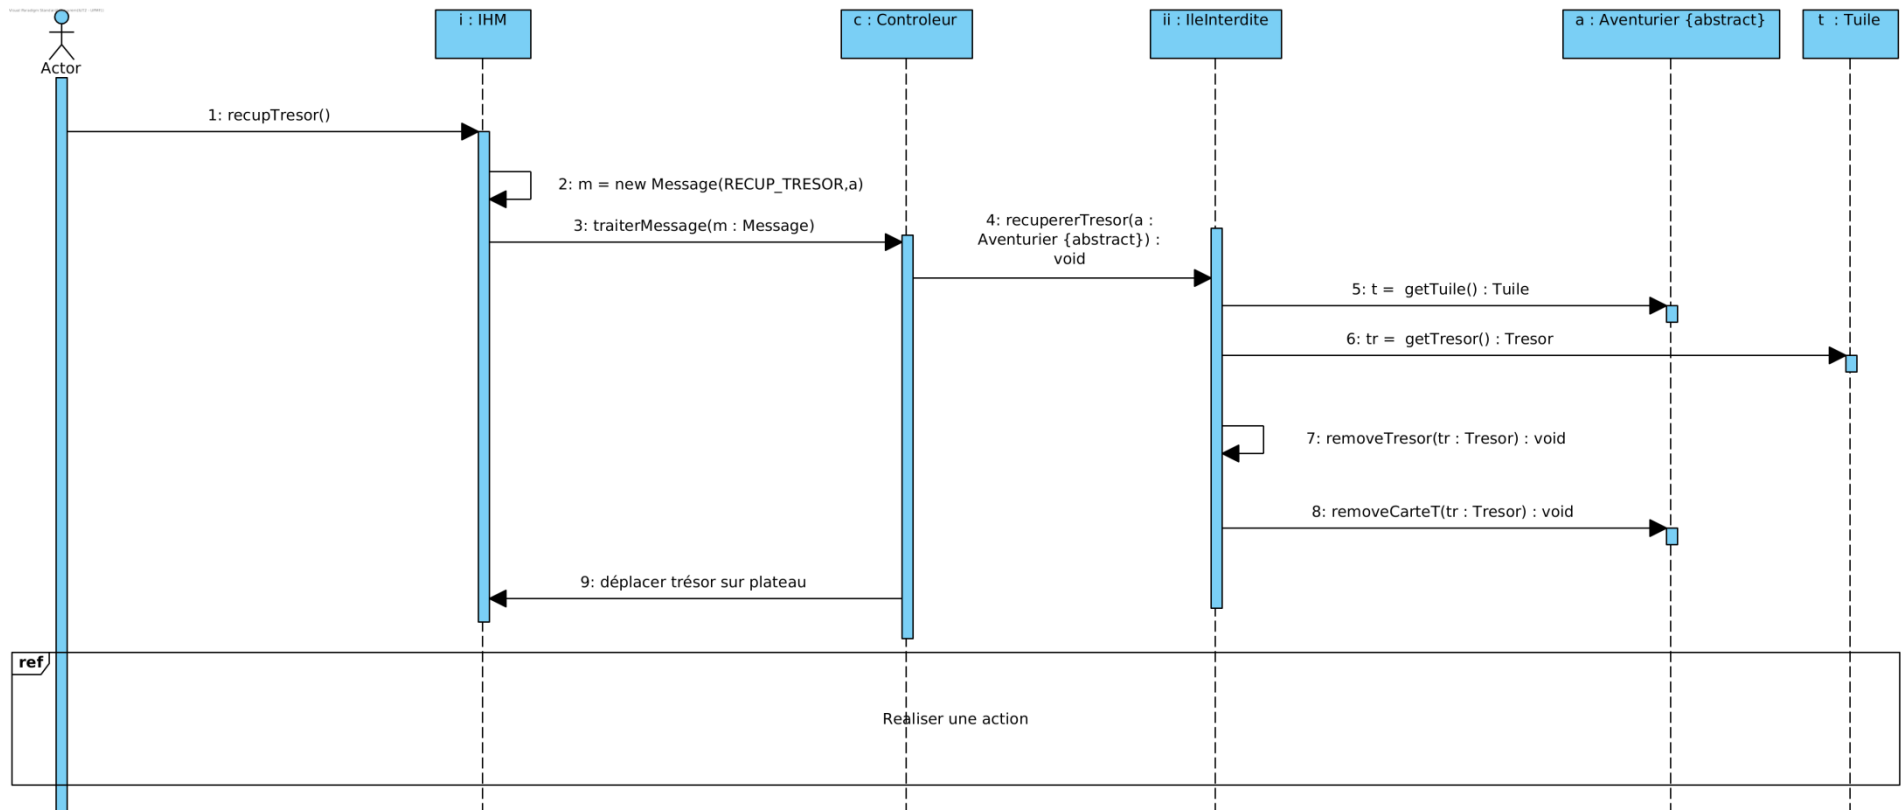 i : IHM
c : Controleur
ii : IleInterdite
a : Aventurier {abstract}
t  : Tuile
Actor
1: recupTresor()
2: m = new Message(RECUP_TRESOR,a)
3: traiterMessage(m : Message)
4: recupererTresor(a :
Aventurier {abstract}) :
void
5: t =  getTuile() : Tuile
6: tr =  getTresor() : Tresor
7: removeTresor(tr : Tresor) : void
8: removeCarteT(tr : Tresor) : void
9: déplacer trésor sur plateau
ref
Realiser une action